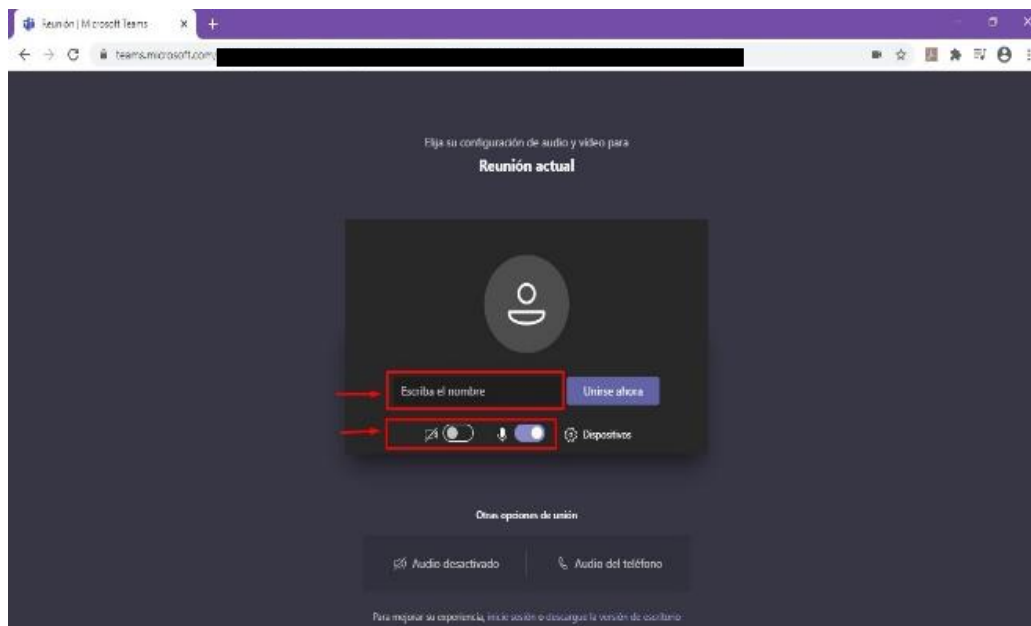 Reunión | Microsoft Teams
teams.microsoft.com/
Elija su configuración de audio y vídeo para
Reunión actual
Escriba el nombre
Unirse ahora
Dispositivos
Otras opciones de unión
Audio desactivado
Audio del teléfono
Para mejorar su experiencia, inicie sesión o descargue la versión de escritorio